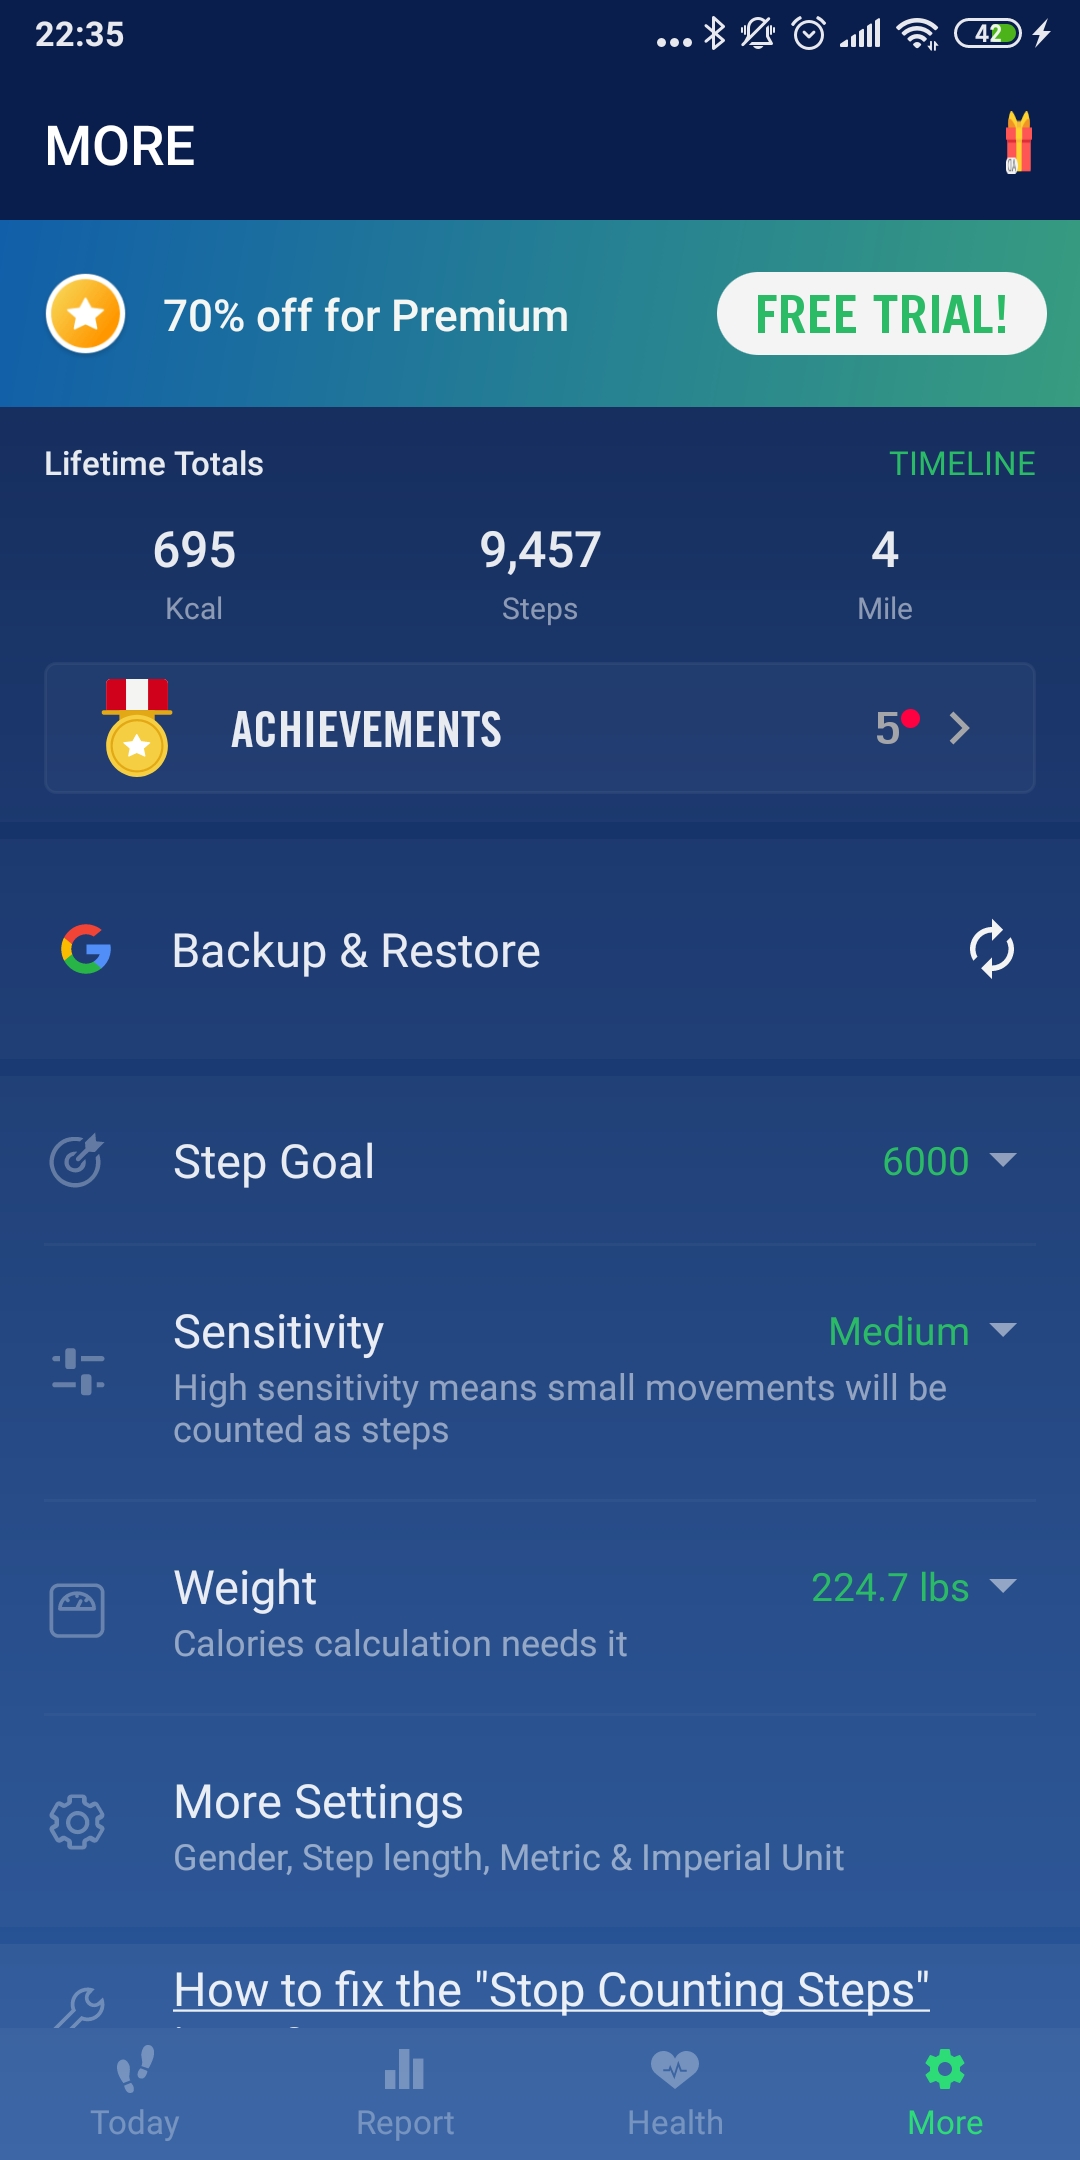 22:35
42
MORE
70% off for Premium
FREE TRIAL!
Lifetime Totals
TIMELINE
695
9,457
4
Kcal
Steps
Mile
ACHIEVEMENTS
5
Backup & Restore
Step Goal
6000
Sensitivity
Medium
High sensitivity means small movements will be
counted as steps
Weight
224.7 lbs
Calories calculation needs it
More Settings
Gender, Step length, Metric & Imperial Unit
How to fix the "Stop Counting Steps"
Today
Report
Health
More